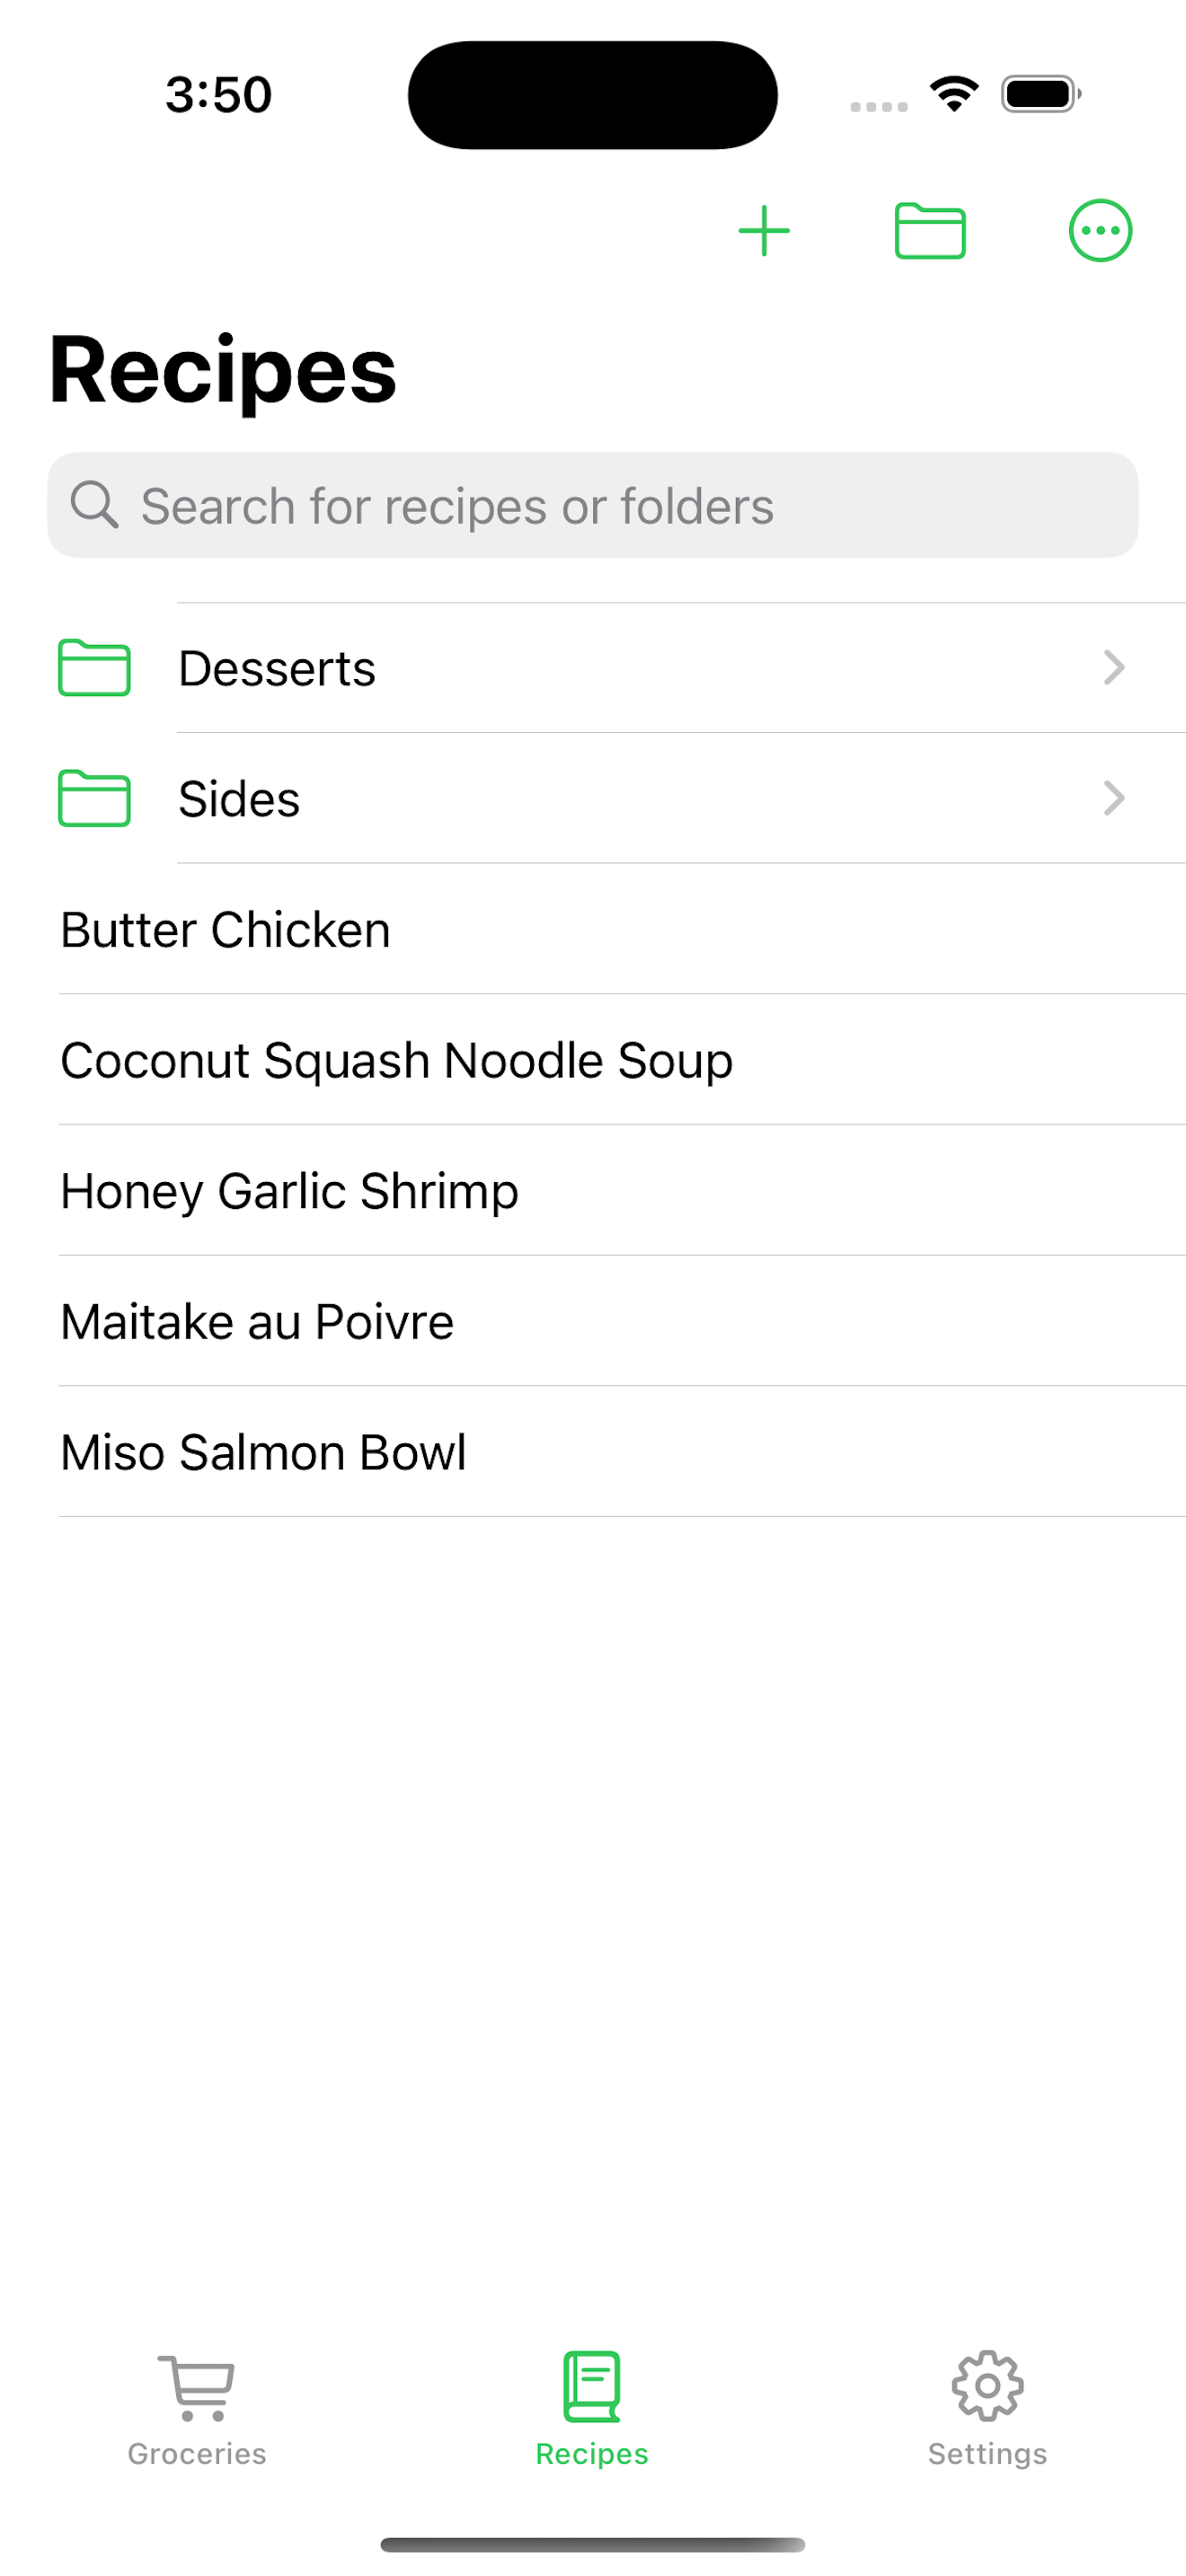 3:50
Recipes
Search for recipes or folders
Desserts
Sides
Butter Chicken
Coconut Squash Noodle Soup
Honey Garlic Shrimp
Maitake au Poivre
Miso Salmon Bowl
Groceries
Recipes
Settings